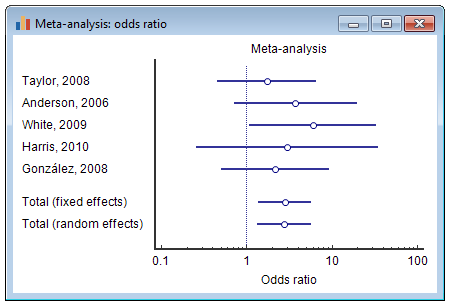 Meta-analysis: odds ratio
Meta-analysis
Taylor, 2008
Anderson, 2006
White, 2009
Harris, 2010
González, 2008
Total (fixed effects)
Total (random effects)
0.1 1 10 100
Odds ratio